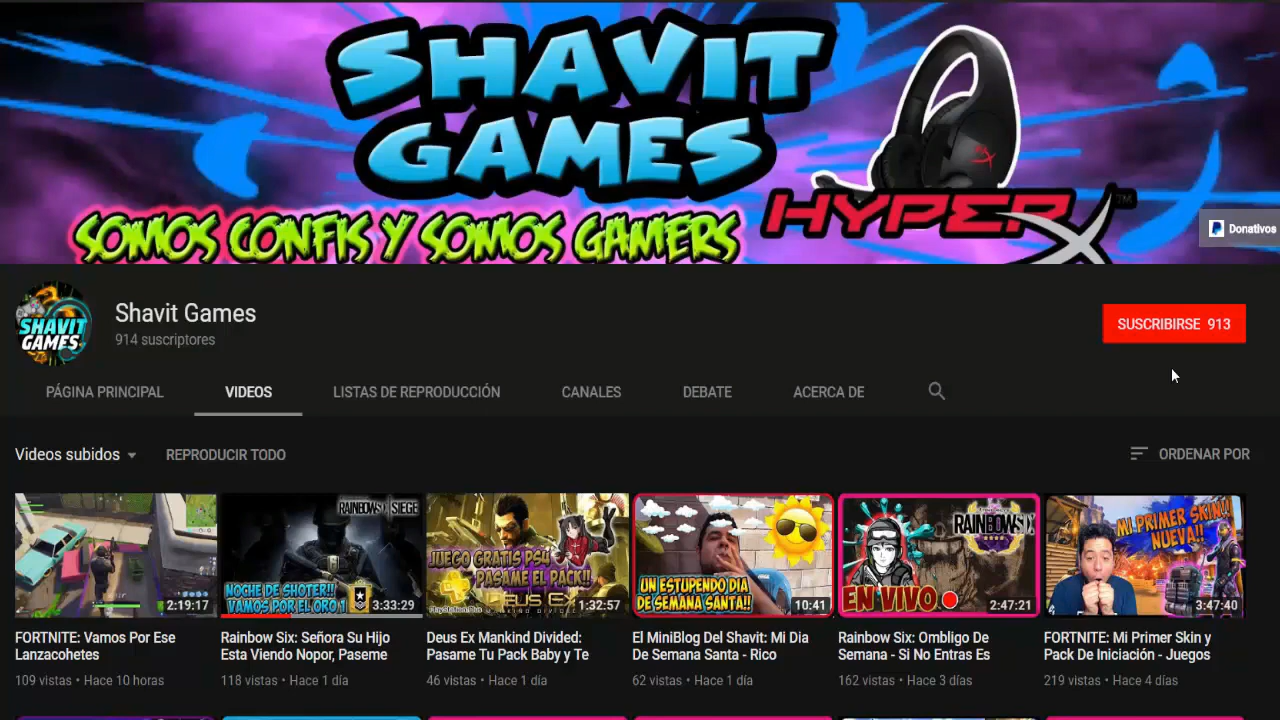 SHAVIT
GAMES
SOMOS CONFIS Y SOMOS GAMERS
HYPERX
TM
Donativos
SHAVIT
GAMES
Shavit Games
914 suscriptores
SUSCRIBIRSE 913
PÁGINA PRINCIPAL
VIDEOS
LISTAS DE REPRODUCCIÓN
CANALES
DEBATE
ACERCA DE
Videos subidos
REPRODUCIR TODO
ORDENAR POR
2:19:17
RAINBOW SIX SIEGE
NOCHE DE SHOTER!!
VAMOS POR EL ORO 1
3:33:29
JUEGO GRATIS PS4
PASAME EL PACK!!
1:32:57
UN ESTUPENDO DIA
DE SEMANA SANTA!!
10:41
RAINBOWSIX
EN VIVO
2:47:21
MI PRIMER SKIN!!
NUEVA!!
3:47:40
FORTNITE: Vamos Por Ese
Lanzacohetes
109 vistas • Hace 10 horas
Rainbow Six: Señora Su Hijo
Esta Viendo Nopor, Paseme
118 vistas • Hace 1 día
Deus Ex Mankind Divided:
Pasame Tu Pack Baby y Te
46 vistas • Hace 1 día
El MiniBlog Del Shavit: Mi Dia
De Semana Santa - Rico
62 vistas • Hace 1 día
Rainbow Six: Ombligo De
Semana - Si No Entras Es
162 vistas • Hace 3 días
FORTNITE: Mi Primer Skin y
Pack De Iniciación - Juegos
219 vistas • Hace 4 días